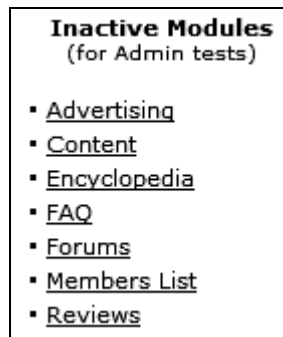 Inactive Modules
(for Admin tests)
▪ Advertising
▪ Content
▪ Encyclopedia
▪ FAQ
▪ Forums
▪ Members List
▪ Reviews